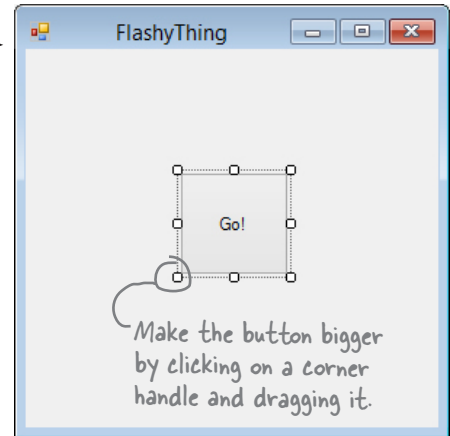 FlashyThing
Go!
Make the button bigger
by clicking on a corner
handle and dragging it.